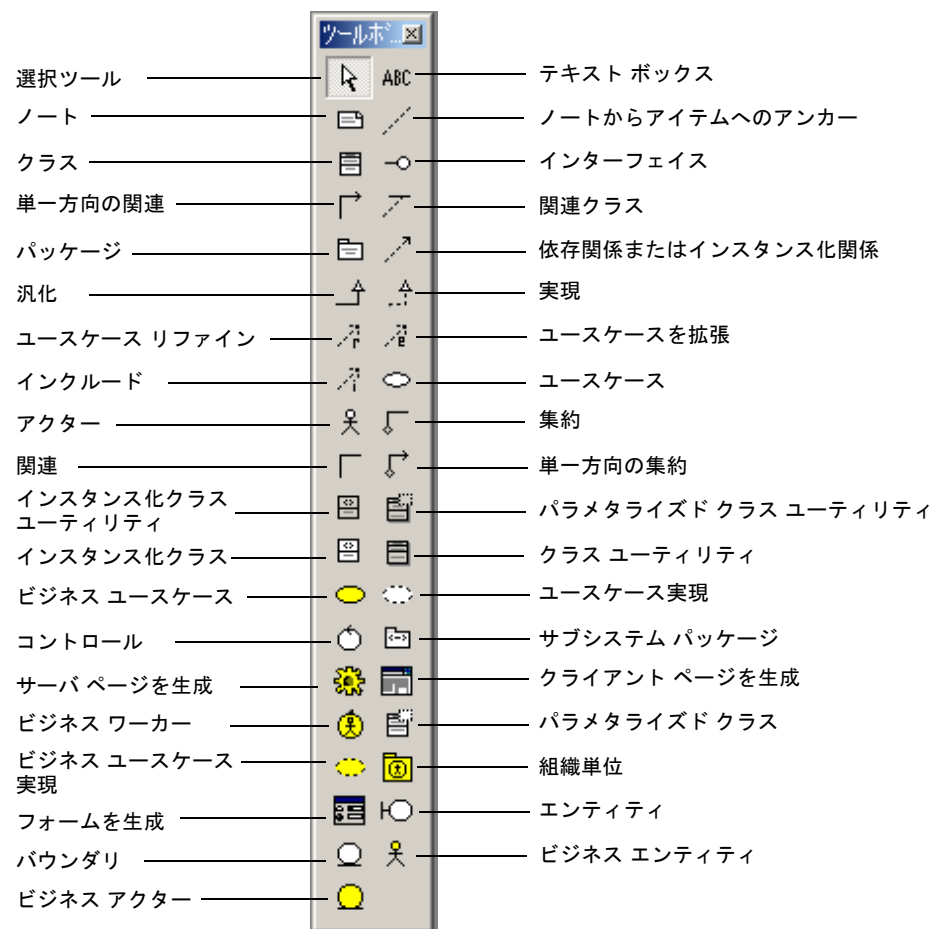 ツールボ...
選択ツール
ABC
テキスト ボックス
ノート
ノートからアイテムへのアンカー
クラス
インターフェイス
単一方向の関連
関連クラス
パッケージ
依存関係またはインスタンス化関係
汎化
実現
ユースケース リファイン
r
e
ユースケースを拡張
インクルード
i
ユースケース
アクター
集約
関連
単一方向の集約
インスタンス化クラス
ユーティリティ
パラメタライズド クラス ユーティリティ
インスタンス化クラス
クラス ユーティリティ
ビジネス ユースケース
ユースケース実現
コントロール
サブシステム パッケージ
サーバ ページを生成
クライアント ページを生成
ビジネス ワーカー
パラメタライズド クラス
ビジネス ユースケース
実現
組織単位
フォームを生成
エンティティ
バウンダリ
ビジネス エンティティ
ビジネス アクター